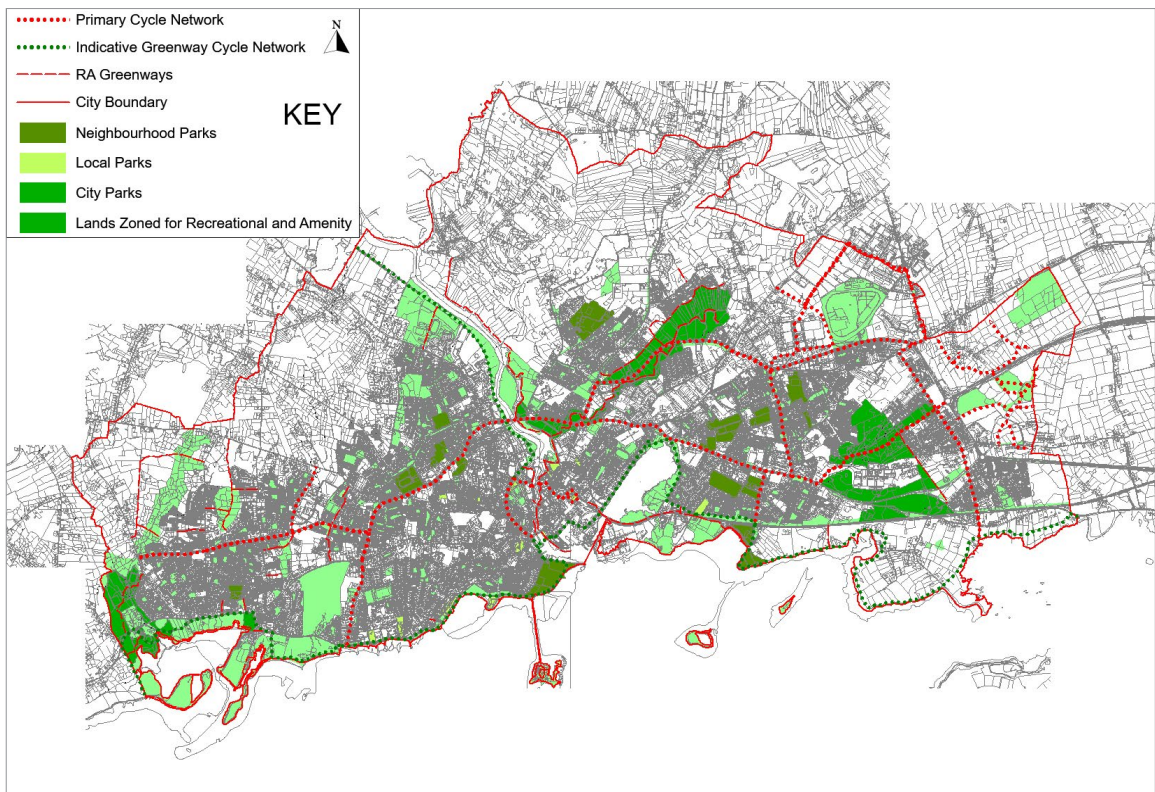 Primary Cycle Network
N
Indicative Greenway Cycle Network
RA Greenways
City Boundary
KEY
Neighbourhood Parks
Local Parks
City Parks
Lands Zoned for Recreational and Amenity